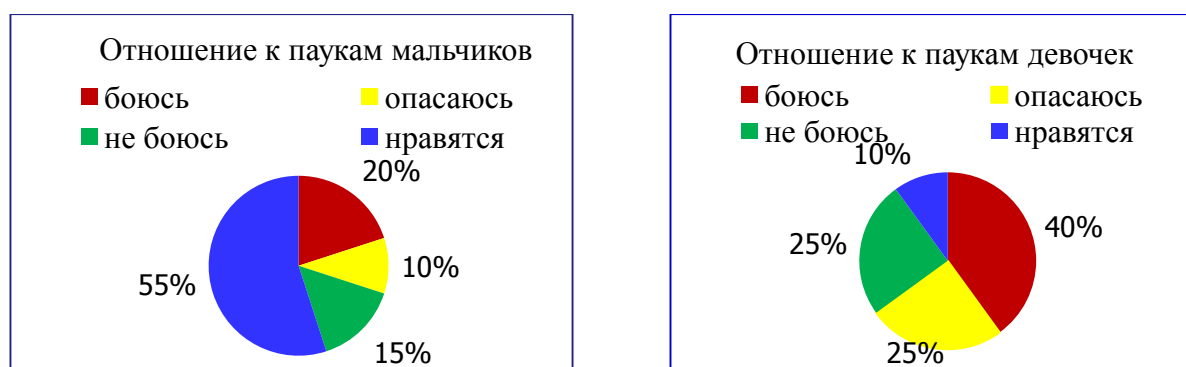 Отношение к паукам мальчиков
боюсь опасаюсь
не боюсь нравятся
20%
10%
15%
55%
Отношение к паукам девочек
боюсь опасаюсь
не боюсь нравятся
10%
40%
25%
25%